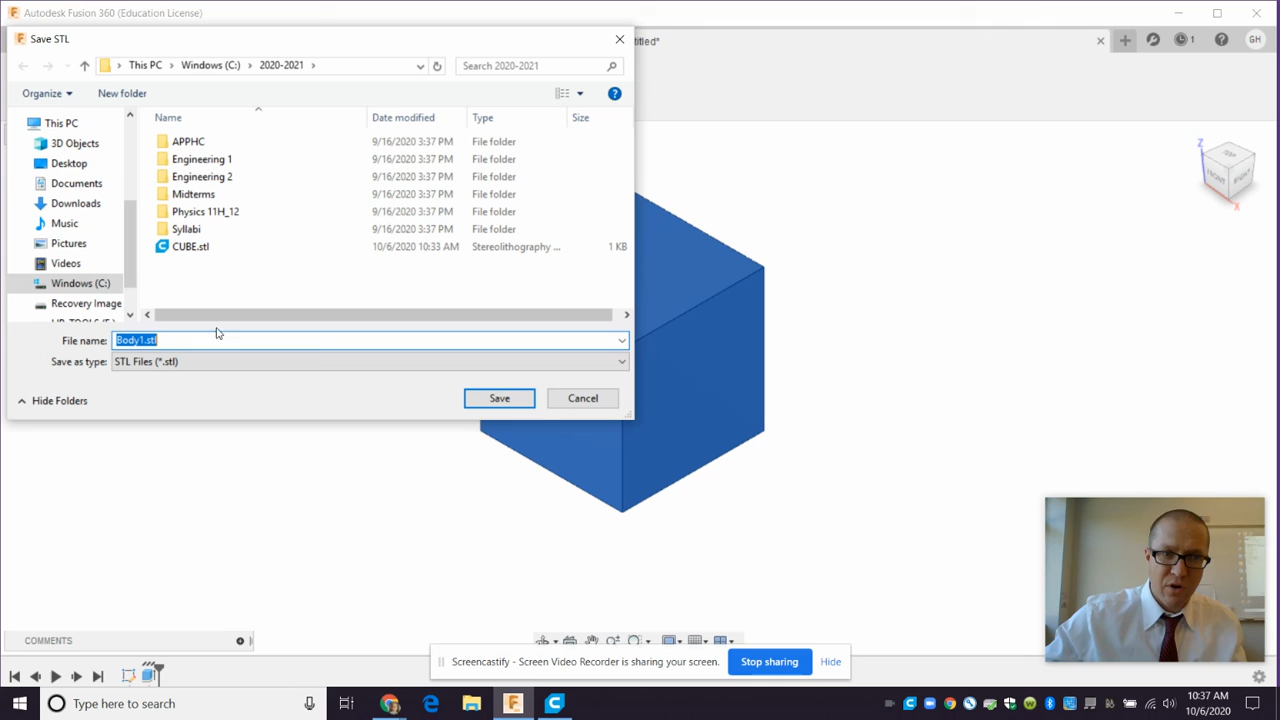 Autodesk Fusion 360 (Education License)
Save STL
ntitled*
1
GH
This PC
Windows (C:)
2020-2021
Search 2020-2021
Organize
New folder
Name
Date modified
Type
Size
This PC
3D Objects
Desktop
Documents
Downloads
Music
Pictures
Videos
Windows (C:)
Recovery Image
APPHC 9/16/2020 3:37 PM File folder
Engineering 1 9/16/2020 3:37 PM File folder
Engineering 2 9/16/2020 3:37 PM File folder
Midterms 9/16/2020 3:37 PM File folder
Physics 11H_12 9/16/2020 3:37 PM File folder
Syllabi 9/16/2020 3:37 PM File folder
CUBE.stl 10/6/2020 10:33 AM Stereolithography ... 1 KB
File name: Body1.stl
Save as type: STL Files (*.stl)
Hide Folders
Save
Cancel
Z
FRONT
RIGHT
X
COMMENTS
Screencastify - Screen Video Recorder is sharing your screen.
Stop sharing
Hide
Type here to search
10:37 AM
10/6/2020